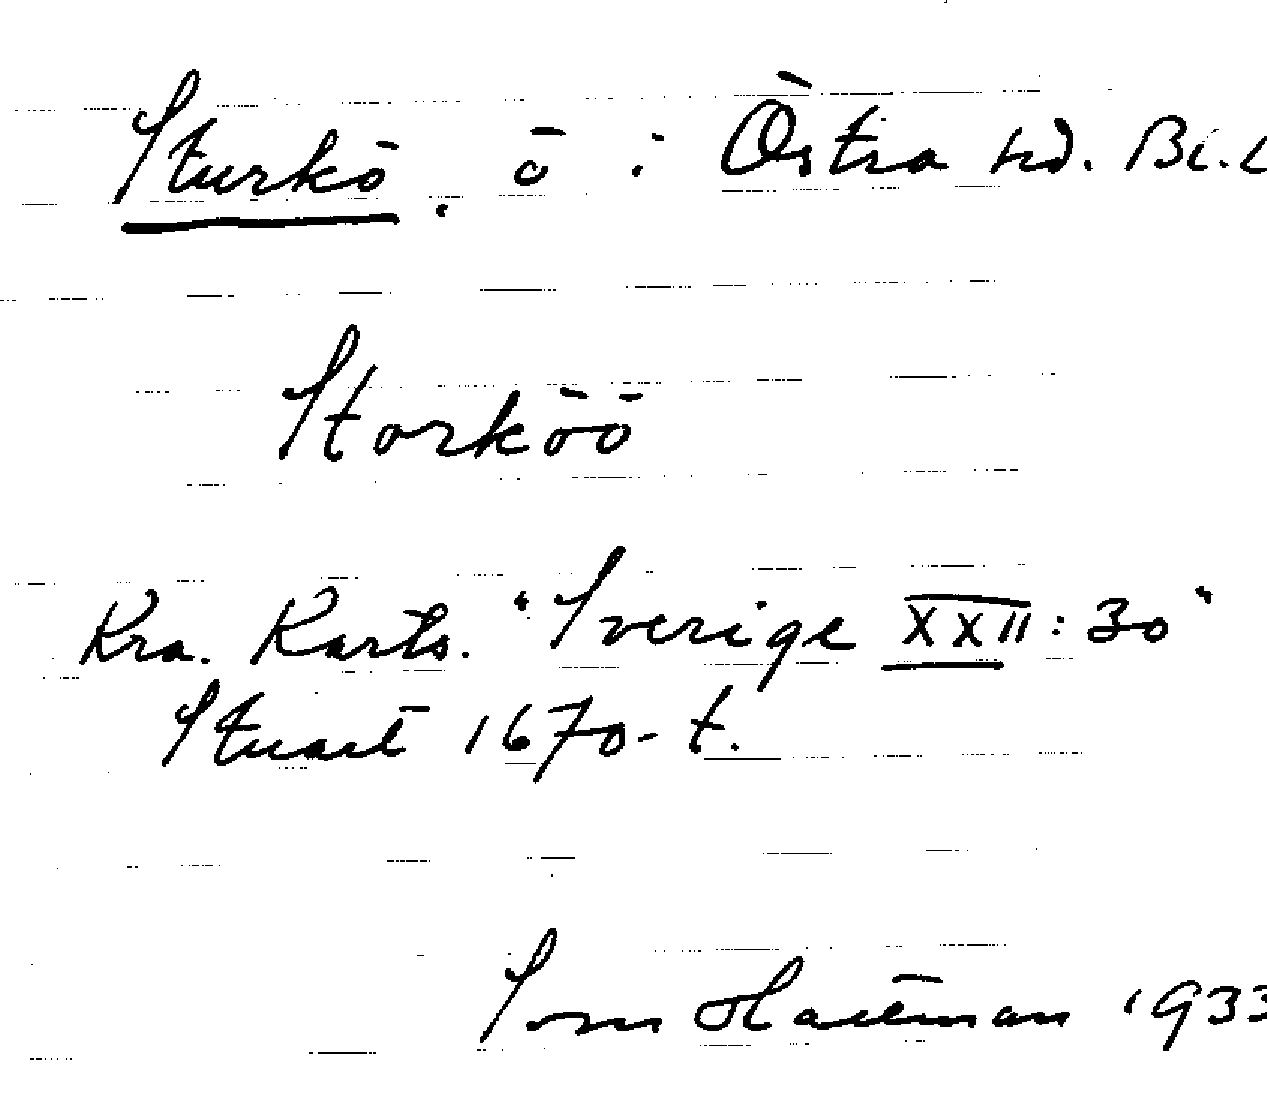 Sturkö. ö i Östra hd. Bl.L
Storköö
Kra. Karts. "Sverige XXII:30"
Stuart 1670-t.
1933